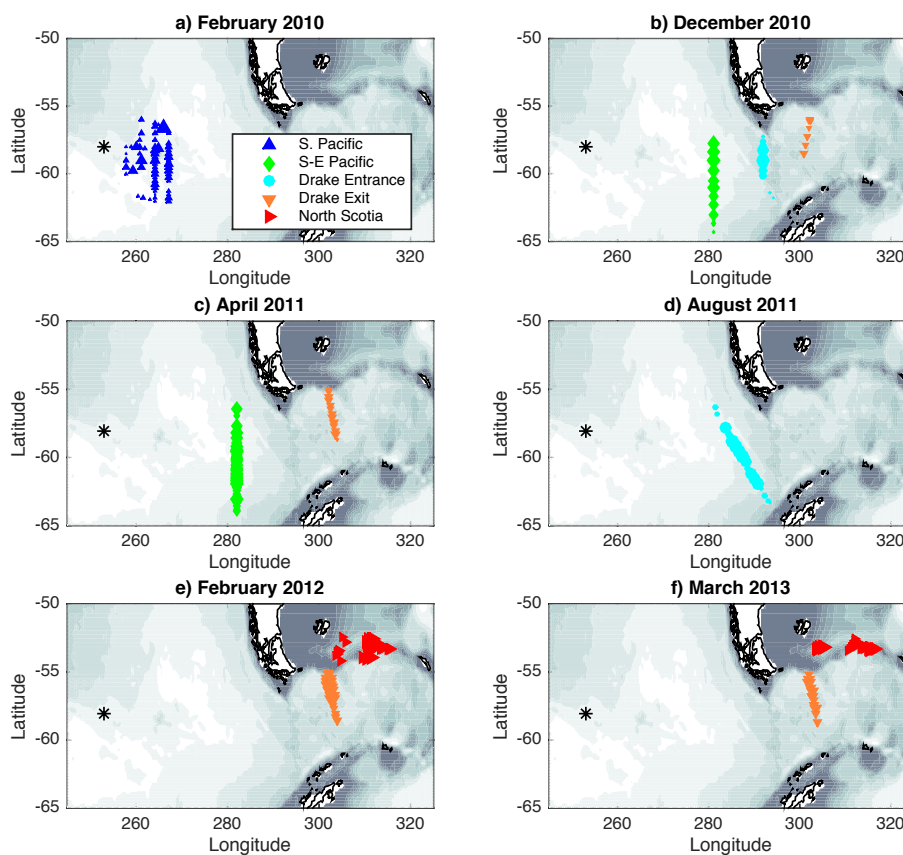 a) February 2010
-50
-55
-60
-65
Latitude
260
280
300
320
Longitude
S. Pacific
S-E Pacific
Drake Entrance
Drake Exit
North Scotia
b) December 2010
-50
-55
-60
-65
Latitude
260
280
300
320
Longitude
c) April 2011
-50
-55
-60
-65
Latitude
260
280
300
320
Longitude
d) August 2011
-50
-55
-60
-65
Latitude
260
280
300
320
Longitude
e) February 2012
-50
-55
-60
-65
Latitude
260
280
300
320
Longitude
f) March 2013
-50
-55
-60
-65
Latitude
260
280
300
320
Longitude